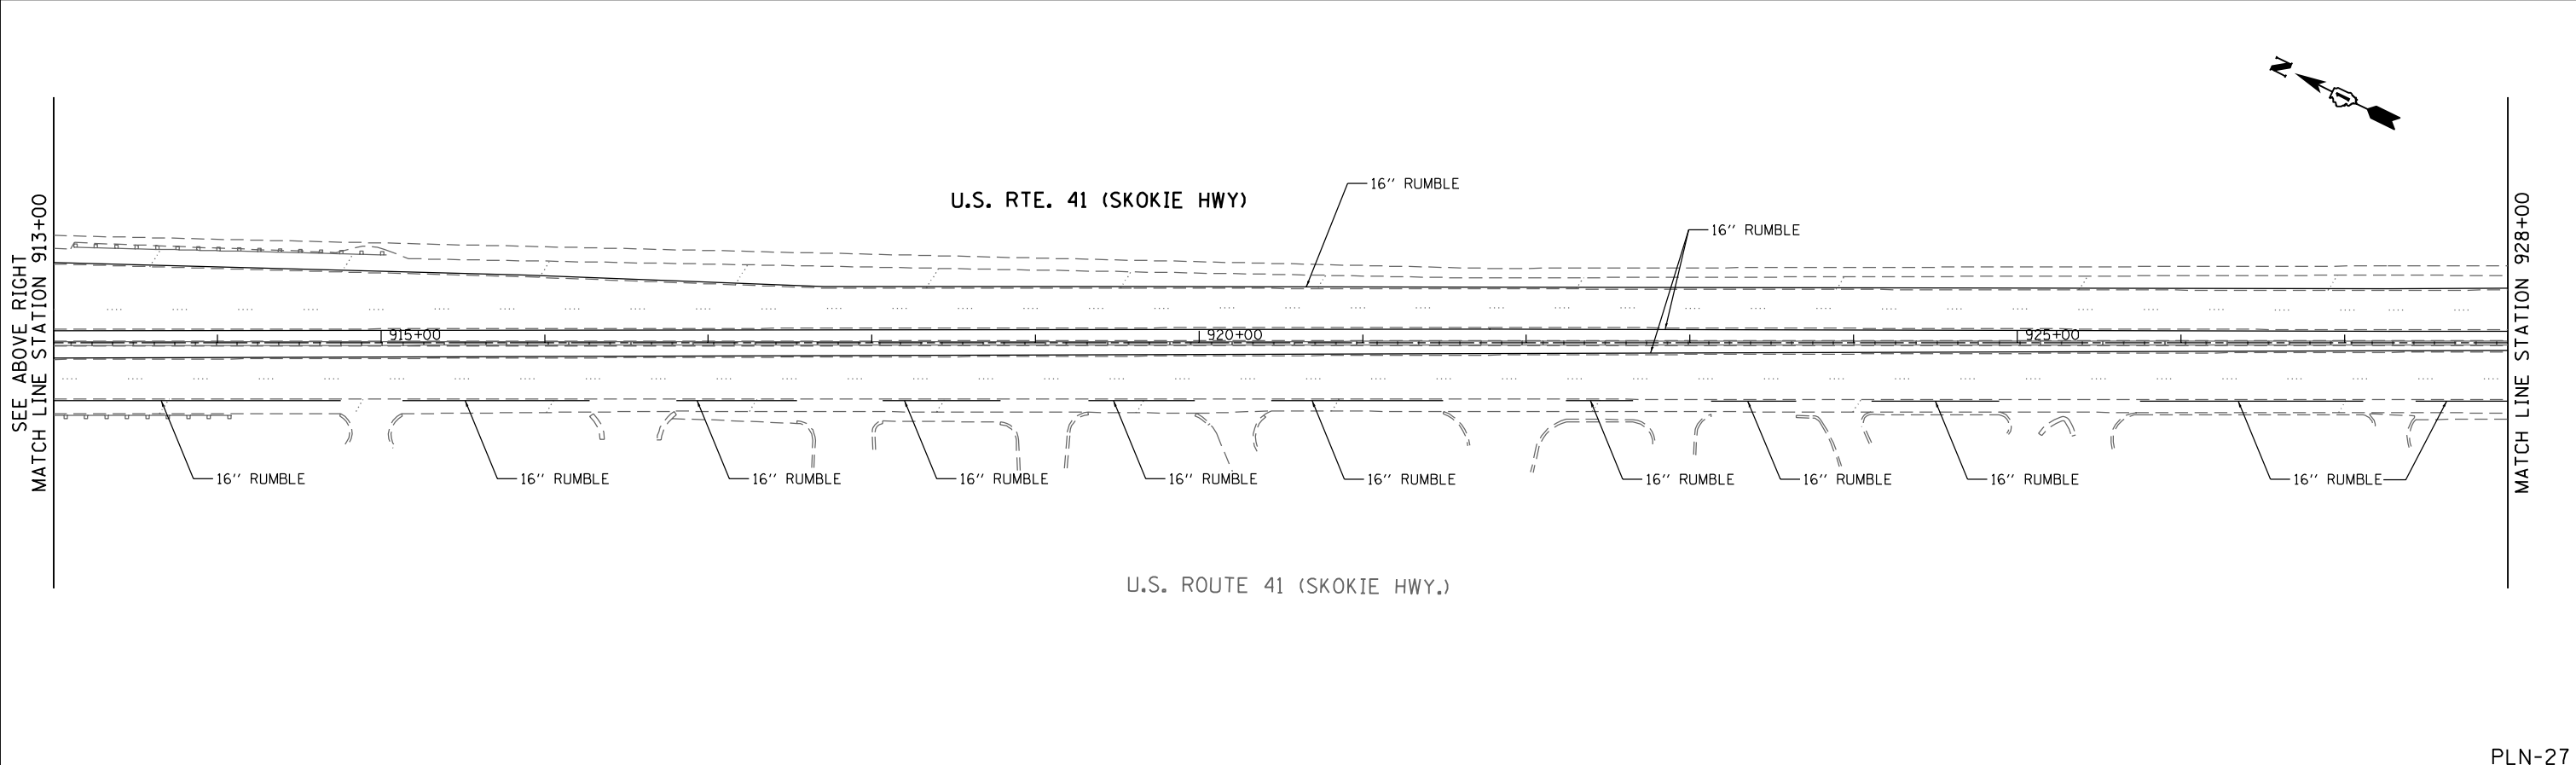 N
16'' RUMBLE
U.S. RTE. 41 (SKOKIE HWY)
16'' RUMBLE
SEE ABOVE RIGHT
MATCH LINE STATION 913+00
915+00
920+00
925+00
MATCH LINE STATION 928+00
16'' RUMBLE
16'' RUMBLE
16'' RUMBLE
16'' RUMBLE
16'' RUMBLE
16'' RUMBLE
16'' RUMBLE
16'' RUMBLE
16'' RUMBLE
16'' RUMBLE
U.S. ROUTE 41 (SKOKIE HWY.)
PLN-27